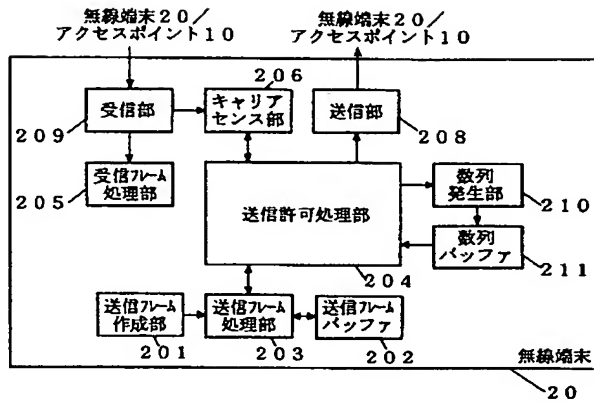 無線端末20/
アクセスポイント10
無線端末20/
アクセスポイント10
206
受信部
キャリア
センス部
送信部
209
208
受信フレーム
処理部
205
送信許可処理部
数列
発生部
210
数列
バッファ
211
204
送信フレーム
作成部
送信フレーム
処理部
送信フレーム
バッファ
201
203
202
無線端末
20